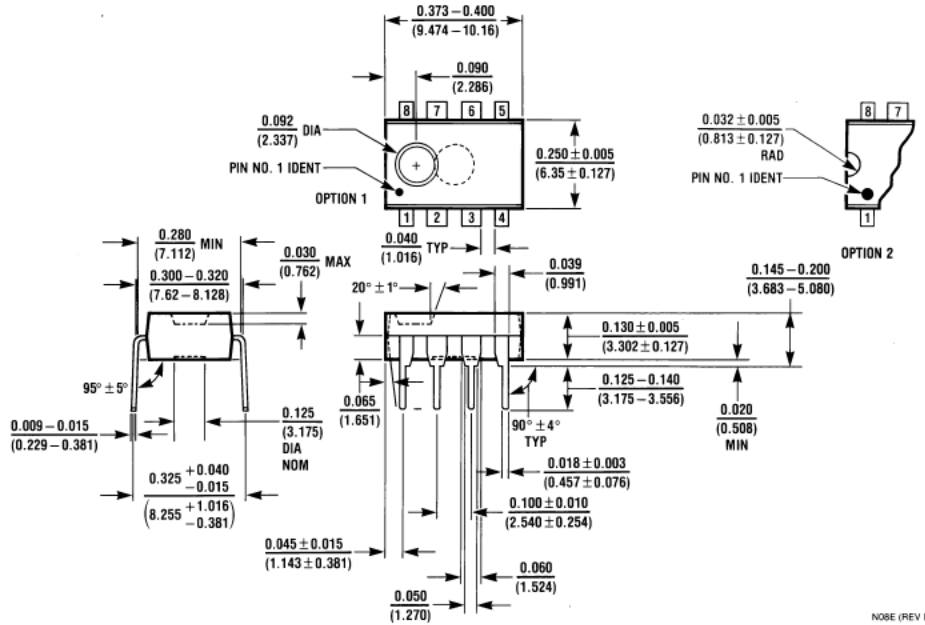 0.373–0.400
(9.474–10.16)
0.090
(2.286)
8 7 6 5
0.092 DIA
(2.337)
PIN NO. 1 IDENT
OPTION 1
1 2 3 4
0.250 ± 0.005
(6.35 ± 0.127)
8 7
0.032 ± 0.005
(0.813 ± 0.127)
RAD
PIN NO. 1 IDENT
1
OPTION 2
0.280 MIN
(7.112)
0.300–0.320
(7.62–8.128)
0.030 MAX
(0.762)
0.040 TYP
(1.016)
0.039
(0.991)
20° ± 1°
0.145–0.200
(3.683–5.080)
0.130 ± 0.005
(3.302 ± 0.127)
95° ± 5°
0.065
(1.651)
0.125–0.140
(3.175–3.556)
90° ± 4°
TYP
0.020
(0.508)
MIN
0.009–0.015
(0.229–0.381)
0.125
(3.175)
DIA
NOM
0.018 ± 0.003
(0.457 ± 0.076)
0.325 +0.040 -0.015
(8.255 +1.016 -0.381)
0.100 ± 0.010
(2.540 ± 0.254)
0.045 ± 0.015
(1.143 ± 0.381)
0.060
(1.524)
0.050
(1.270)
N08E (REV